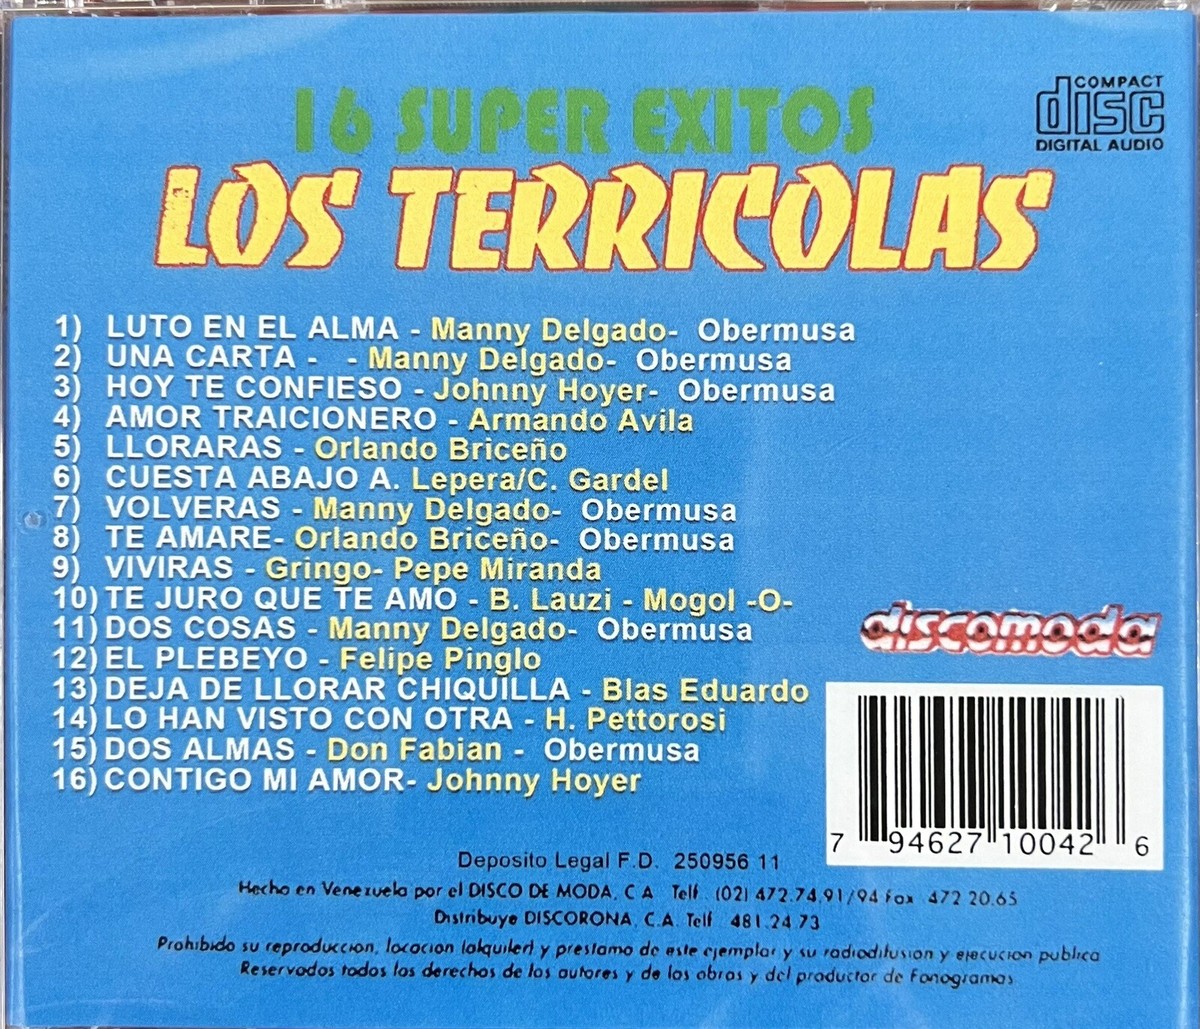 16 SUPER EXITOS
COMPACT
disc
DIGITAL AUDIO
LOS TERRICOLAS
1) LUTO EN EL ALMA - Manny Delgado- Obermusa
2) UNA CARTA - - Manny Delgado- Obermusa
3) HOY TE CONFIESO - Johnny Hoyer- Obermusa
4) AMOR TRAICIONERO - Armando Avila
5) LLORARAS - Orlando Briceño
6) CUESTA ABAJO A. Lepera/C. Gardel
7) VOLVERAS - Manny Delgado- Obermusa
8) TE AMARE- Orlando Briceño- Obermusa
9) VIVIRAS - Gringo- Pepe Miranda
10) TE JURO QUE TE AMO - B. Lauzi - Mogol -O-
11) DOS COSAS - Manny Delgado- Obermusa
12) EL PLEBEYO - Felipe Pinglo
13) DEJA DE LLORAR CHIQUILLA - Blas Eduardo
14) LO HAN VISTO CON OTRA - H. Pettorosi
15) DOS ALMAS - Don Fabian - Obermusa
16) CONTIGO MI AMOR- Johnny Hoyer
discomoda
7 94627 10042 6
Deposito Legal F.D. 250956 11
Hecho en Venezuela por el DISCO DE MODA, C A Telf. (02) 472.74.91/94 Fax 472 20.65
Distribuye DISCORONA, C.A. Telf 481.24 73
Prohibido su reproduccion, locacion (alquiler) y prestamo de este ejemplar y su radiodifusion y ejecucion publica
Reservados todos los derechos de los autores y de las obras y del productor de Fonogramas